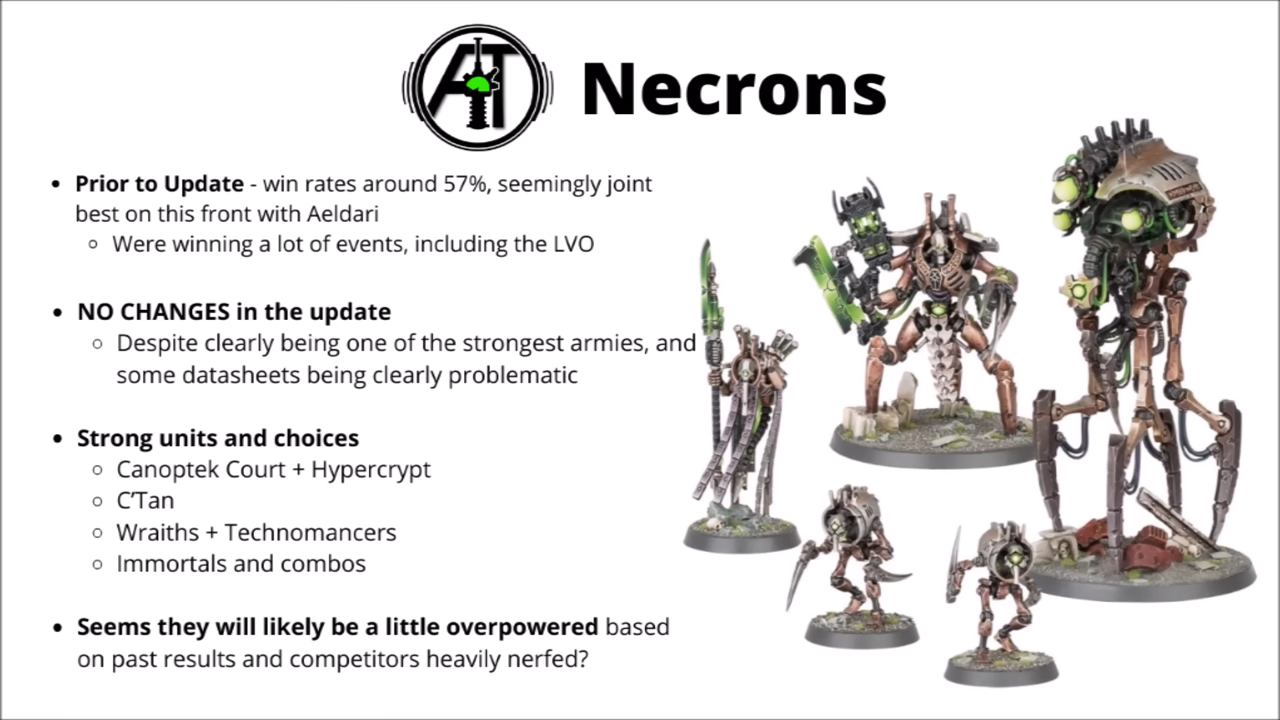 AT
Necrons
• Prior to Update - win rates around 57%, seemingly joint
best on this front with Aeldari
○ Were winning a lot of events, including the LVO
• NO CHANGES in the update
○ Despite clearly being one of the strongest armies, and
some datasheets being clearly problematic
• Strong units and choices
○ Canoptek Court + Hypercrypt
○ C'Tan
○ Wraiths + Technomancers
○ Immortals and combos
• Seems they will likely be a little overpowered based
on past results and competitors heavily nerfed?